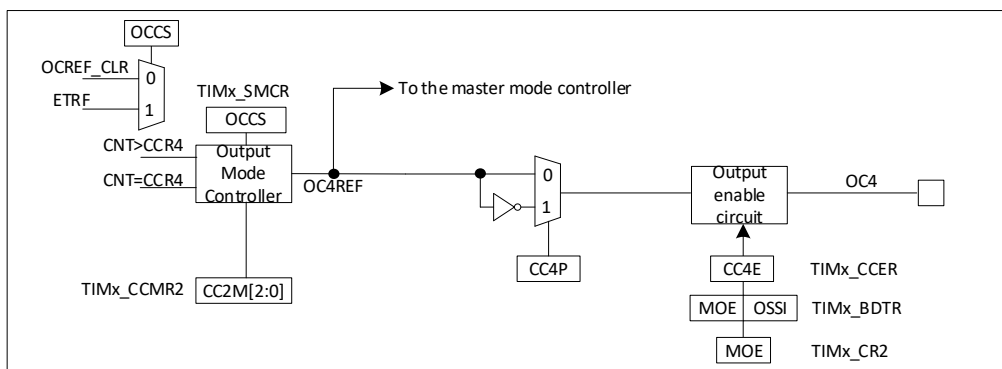 OCCS
OCREF_CLR
0
ETRF
1
TIMx_SMCR
OCCS
To the master mode controller
CNT>CCR4
CNT=CCR4
Output
Mode
Controller
OC4REF
0
1
Output
enable
circuit
OC4
CC4P
CC4E
TIMx_CCER
TIMx_CCMR2
CC2M[2:0]
MOE
OSSI
TIMx_BDTR
MOE
TIMx_CR2